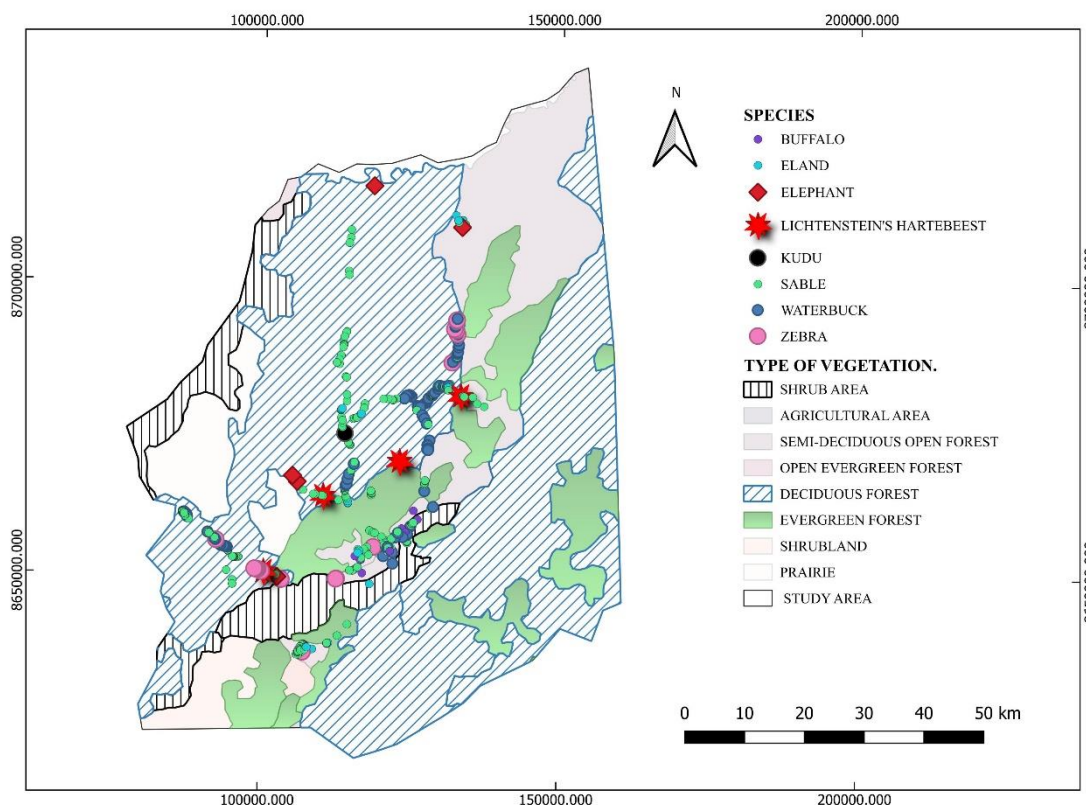 100000.000 150000.000 200000.000
N
SPECIES
BUFFALO
ELAND
ELEPHANT
LICHTENSTEIN'S HARTEBEEST
KUDU
SABLE
WATERBUCK
ZEBRA
TYPE OF VEGETATION.
SHRUB AREA
AGRICULTURAL AREA
SEMI-DECIDUOUS OPEN FOREST
OPEN EVERGREEN FOREST
DECIDUOUS FOREST
EVERGREEN FOREST
SHRUBLAND
PRAIRIE
STUDY AREA
8700000.000
8650000.000
0 10 20 30 40 50 km
100000.000 150000.000 200000.000